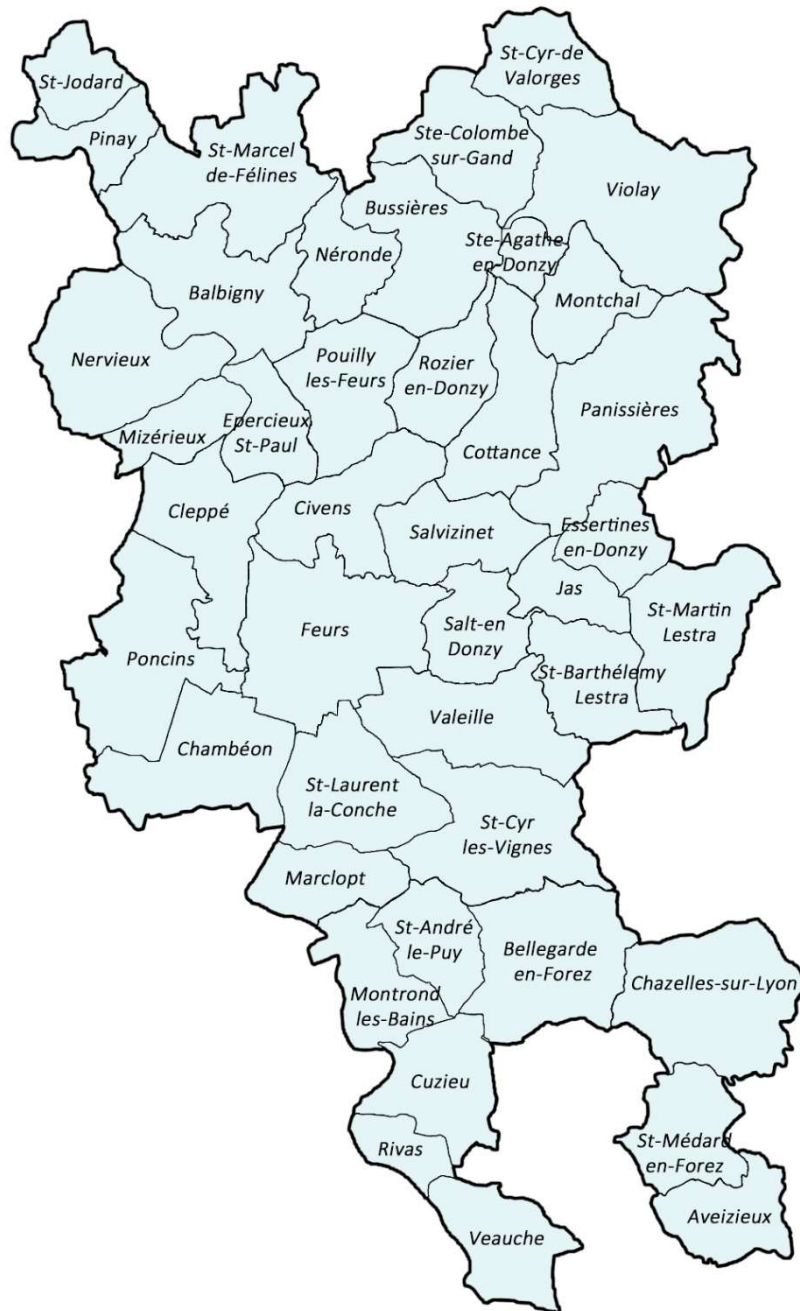 St-Cyr-de
Valorges
St-Jodard
Pinay
St-Marcel
de-Félines
Ste-Colombe
sur-Gand
Violay
Bussières
Néronde
Ste-Agathe
en-Donzy
Balbigny
Montchal
Nervieux
Pouilly
les-Feurs
Rozier
en-Donzy
Panissières
Mizérieux
Epercieux
St-Paul
Cottance
Cleppé
Civens
Salvizinet
Essertines
en-Donzy
Jas
St-Martin
Lestra
Feurs
Salt-en
Donzy
Poncins
St-Barthélemy
Lestra
Valeille
Chambéon
St-Laurent
la-Conche
St-Cyr
les-Vignes
Marclopt
St-André
le-Puy
Bellegarde
en-Forez
Chazelles-sur-Lyon
Montrond
les-Bains
Cuzieu
Rivas
St-Médard
en-Forez
Aveizieux
Veauche